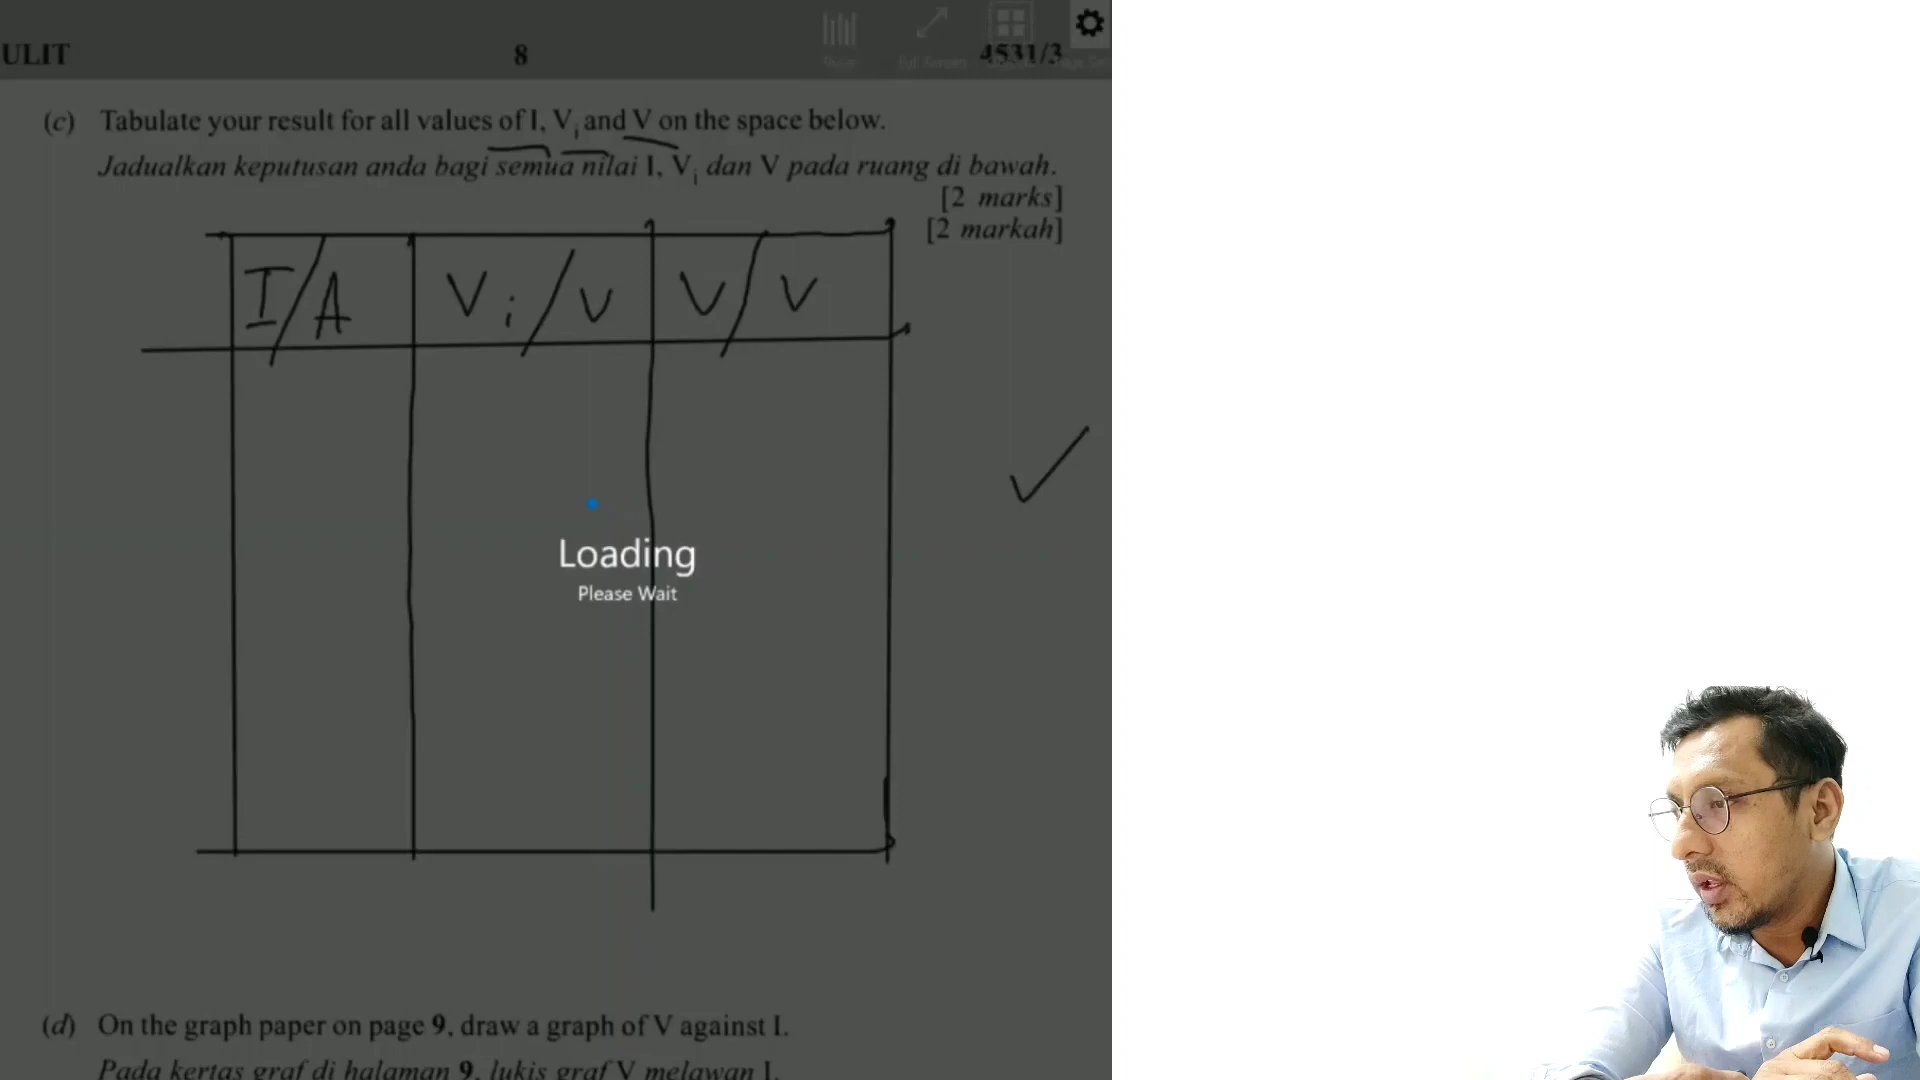 ULIT 8 4531/3
Full Screen
(c) Tabulate your result for all values of I, Vi and V on the space below.
Jadualkan keputusan anda bagi semua nilai I, Vi dan V pada ruang di bawah.
[2 marks]
[2 markah]
I/A Vi/V V/V
Loading
Please Wait
(d) On the graph paper on page 9, draw a graph of V against I.
Pada kertas graf di halaman 9, lukis graf V melawan I.